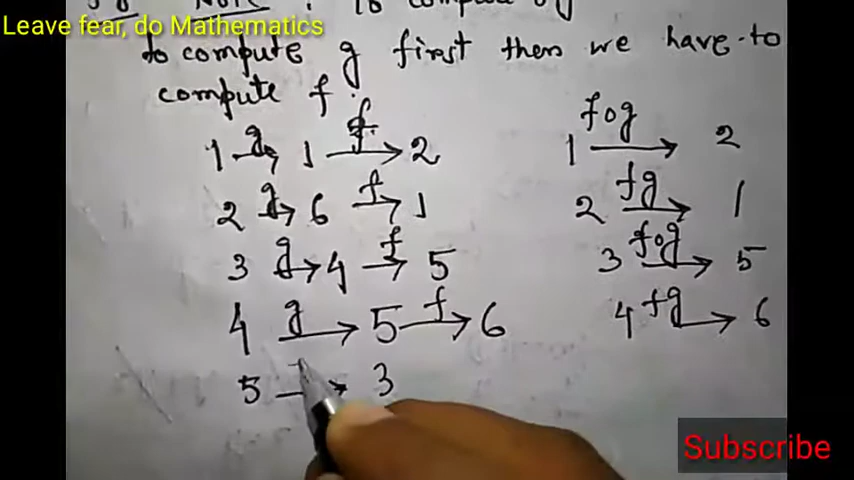 Leave fear, do Mathematics
to compute g first then we have to
compute f.
1 g→ 1 f→ 2 1 fog→ 2
2 g→ 6 f→ 1 2 fg→ 1
3 g→ 4 f→ 5 3 fog→ 5
4 g→ 5 f→ 6 4 fg→ 6
5 → 3
Subscribe